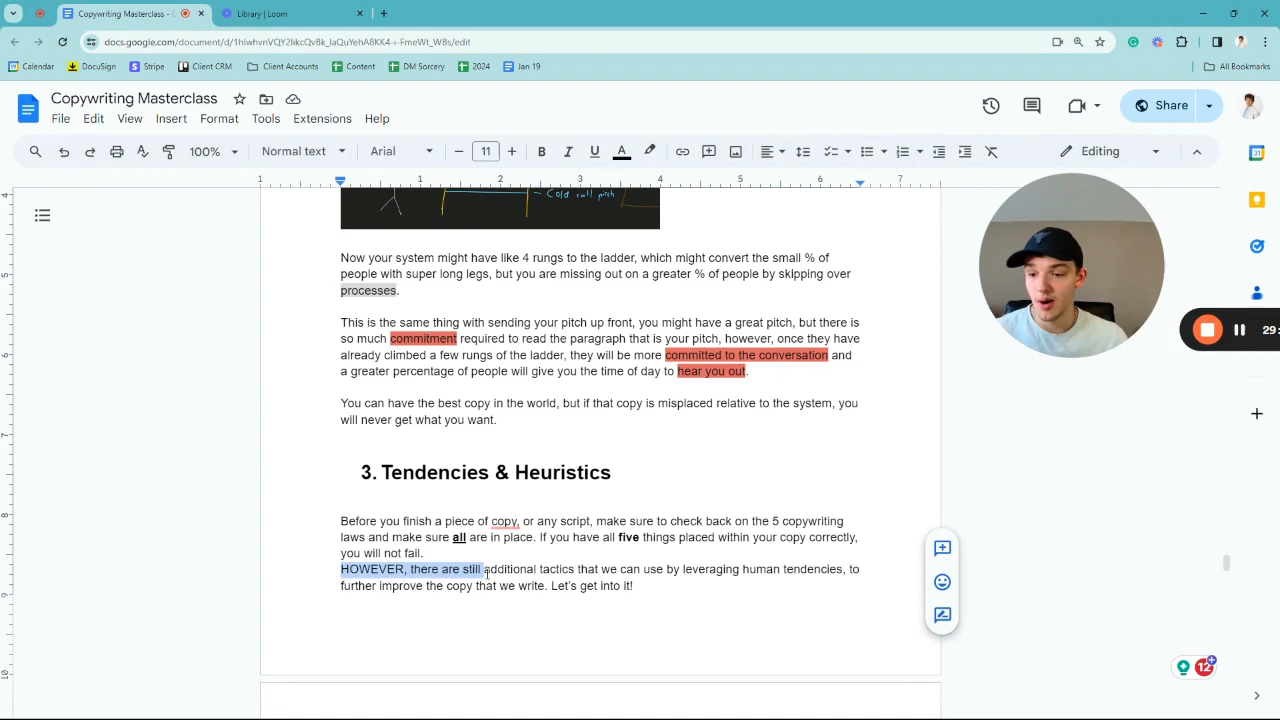 Copywriting Masterclass - C
Library | Loom
docs.google.com/document/d/1hIwhvnVQY2IikcQvBk_IaQuYehA8KK4-i-FmeWt_W8s/edit
Calendar DocuSign Stripe Client CRM Client Accounts Content DM Sorcery 2024 Jan 19 All Bookmarks
Copywriting Masterclass
File Edit View Insert Format Tools Extensions Help
Share
100% Normal text Arial 11 Editing
1 1 2 3 4 5 6 7
Cold call pitch
Now your system might have like 4 rungs to the ladder, which might convert the small % of
people with super long legs, but you are missing out on a greater % of people by skipping over
processes.
This is the same thing with sending your pitch up front, you might have a great pitch, but there is
so much commitment required to read the paragraph that is your pitch, however, once they have
already climbed a few rungs of the ladder, they will be more committed to the conversation and
a greater percentage of people will give you the time of day to hear you out.
You can have the best copy in the world, but if that copy is misplaced relative to the system, you
will never get what you want.
3. Tendencies & Heuristics
Before you finish a piece of copy, or any script, make sure to check back on the 5 copywriting
laws and make sure all are in place. If you have all five things placed within your copy correctly,
you will not fail.
HOWEVER, there are still additional tactics that we can use by leveraging human tendencies, to
further improve the copy that we write. Let's get into it!
29:
12